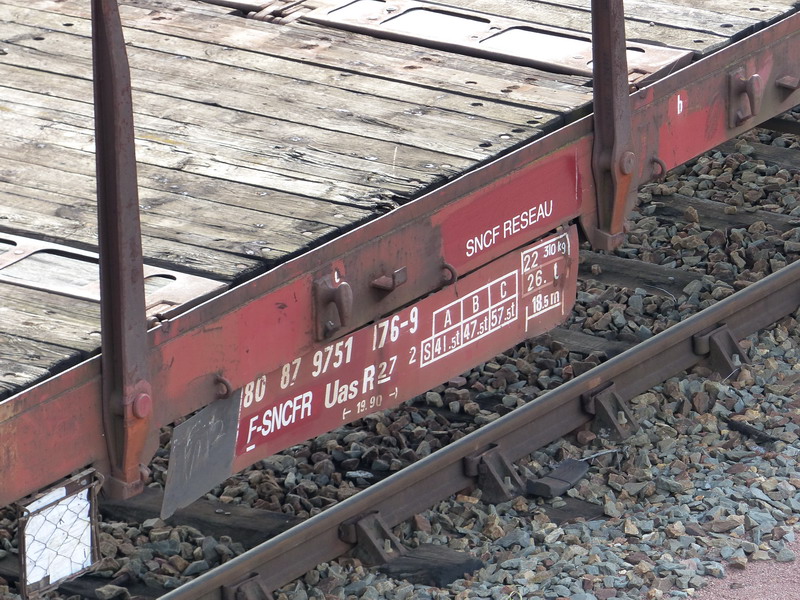 h
SNCF RESEAU
80 87 9751 176-9
F-SNCFR Uas R27 2
19.90
A B C
S 41.5t 47.5t 57.5t
22 310 kg
26. t
18.5 m